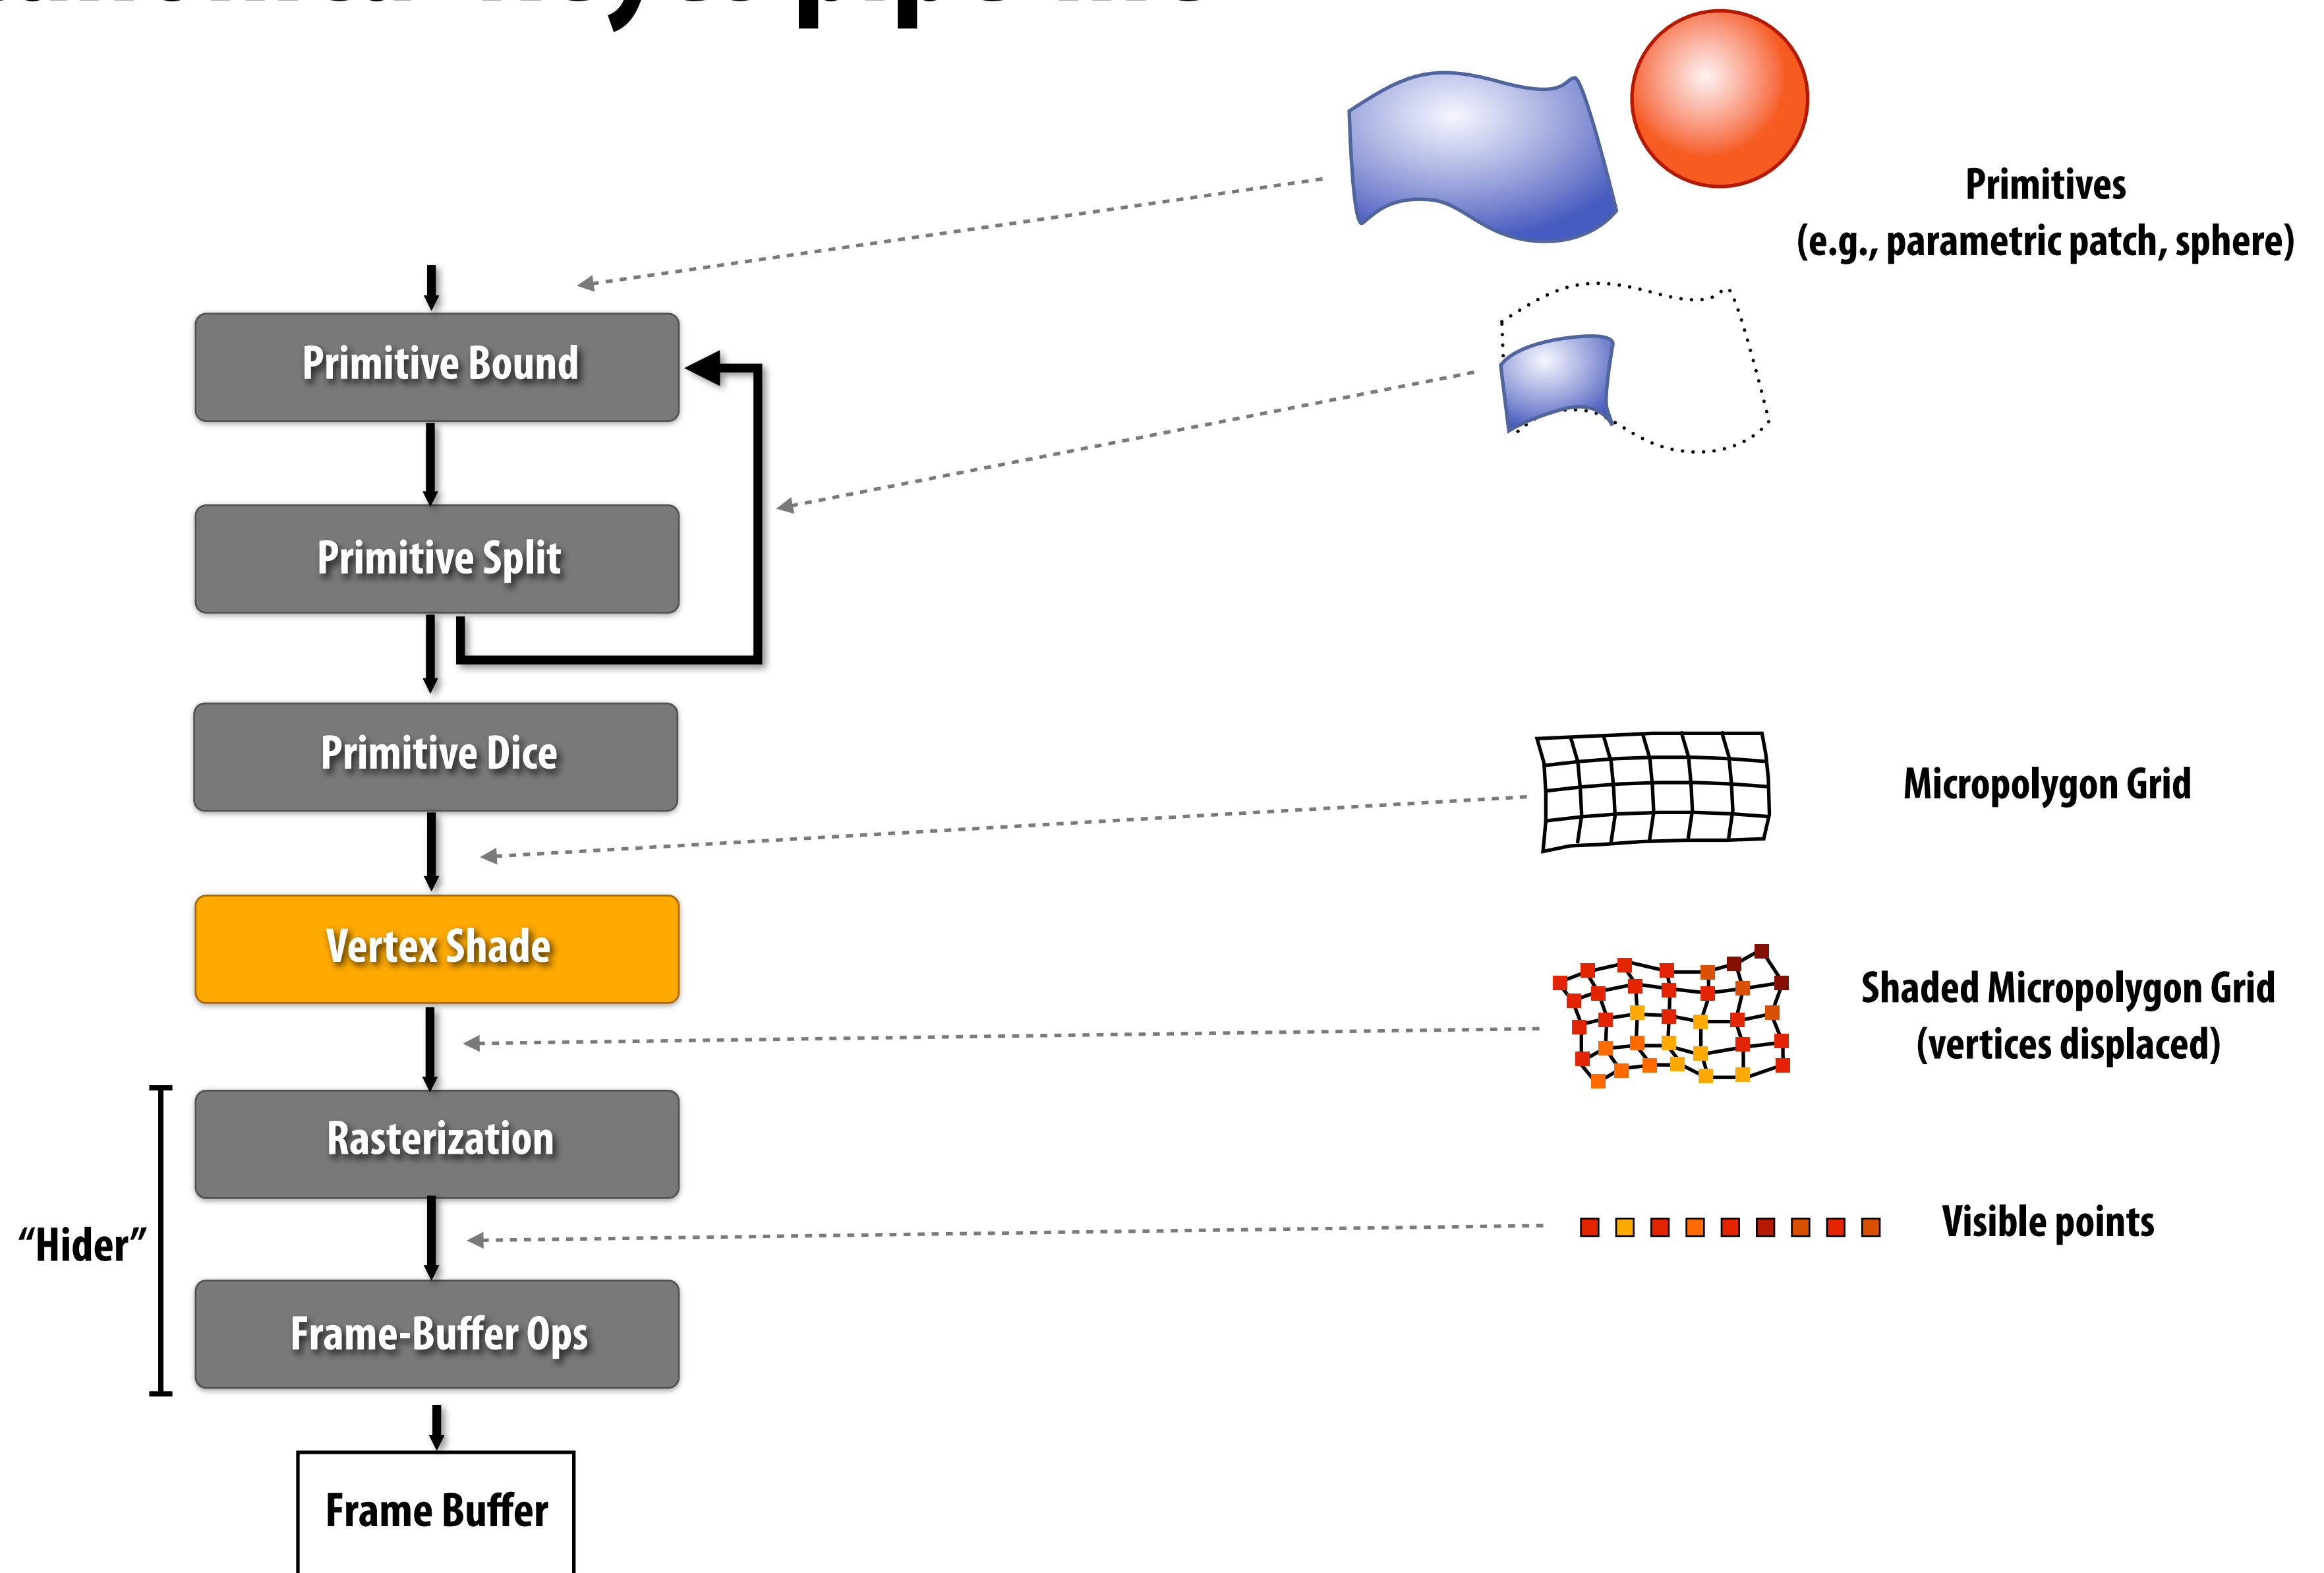 Primitives
(e.g., parametric patch, sphere)
Primitive Bound
Primitive Split
Primitive Dice
Micropolygon Grid
Vertex Shade
Shaded Micropolygon Grid
(vertices displaced)
Rasterization
“Hider”
Visible points
Frame-Buffer Ops
Frame Buffer